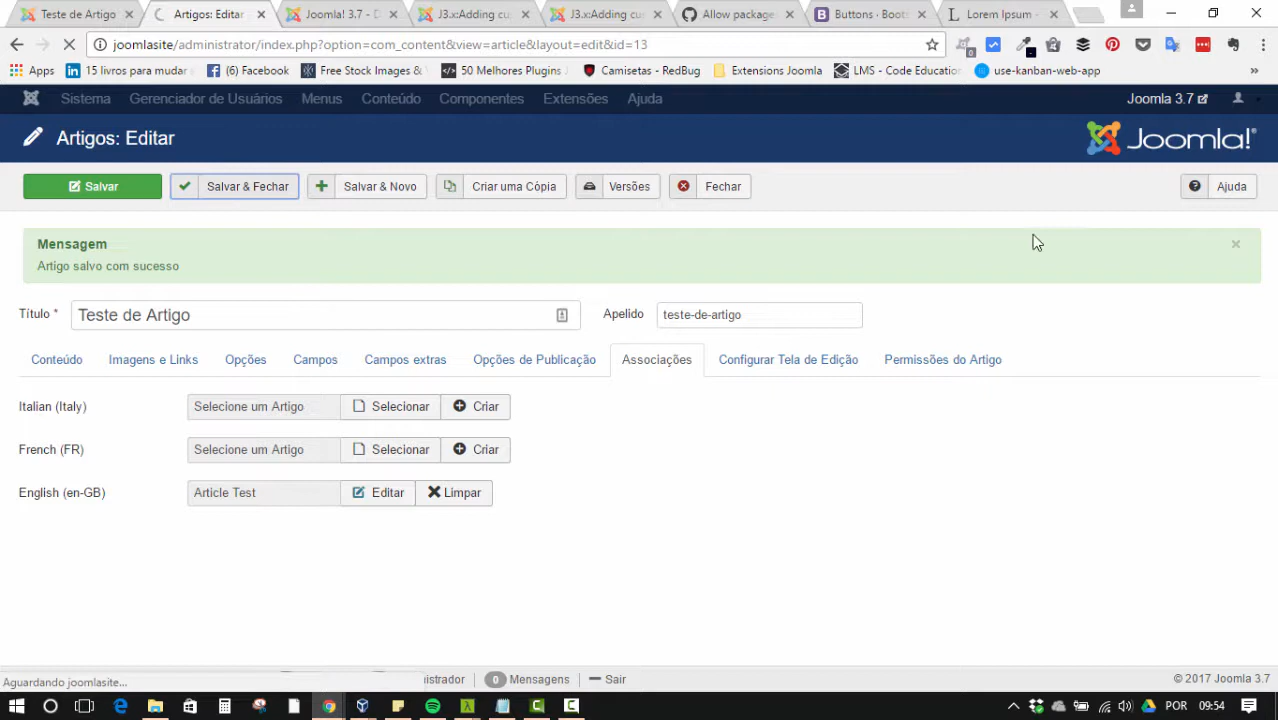 Teste de Artigo
Artigos: Editar
Joomla! 3.7 - D
J3.x:Adding cu
J3.x:Adding cus
Allow package
Buttons · Boots
Lorem Ipsum -
joomlasite/administrator/index.php?option=com_content&view=article&layout=edit&id=13
Apps
15 livros para mudar
(6) Facebook
Free Stock Images &
50 Melhores Plugins
Camisetas - RedBug
Extensions Joomla
LMS - Code Education
use-kanban-web-app
Sistema
Gerenciador de Usuários
Menus
Conteúdo
Componentes
Extensões
Ajuda
Joomla 3.7
Artigos: Editar
Joomla!
Salvar
Salvar & Fechar
Salvar & Novo
Criar uma Cópia
Versões
Fechar
Ajuda
Mensagem
Artigo salvo com sucesso
Título *
Teste de Artigo
Apelido
teste-de-artigo
Conteúdo
Imagens e Links
Opções
Campos
Campos extras
Opções de Publicação
Associações
Configurar Tela de Edição
Permissões do Artigo
Italian (Italy)
Selecione um Artigo
Selecionar
Criar
French (FR)
Selecione um Artigo
Selecionar
Criar
English (en-GB)
Article Test
Editar
Limpar
Aguardando joomlasite...
nistrador
0 Mensagens
Sair
© 2017 Joomla 3.7
POR
09:54